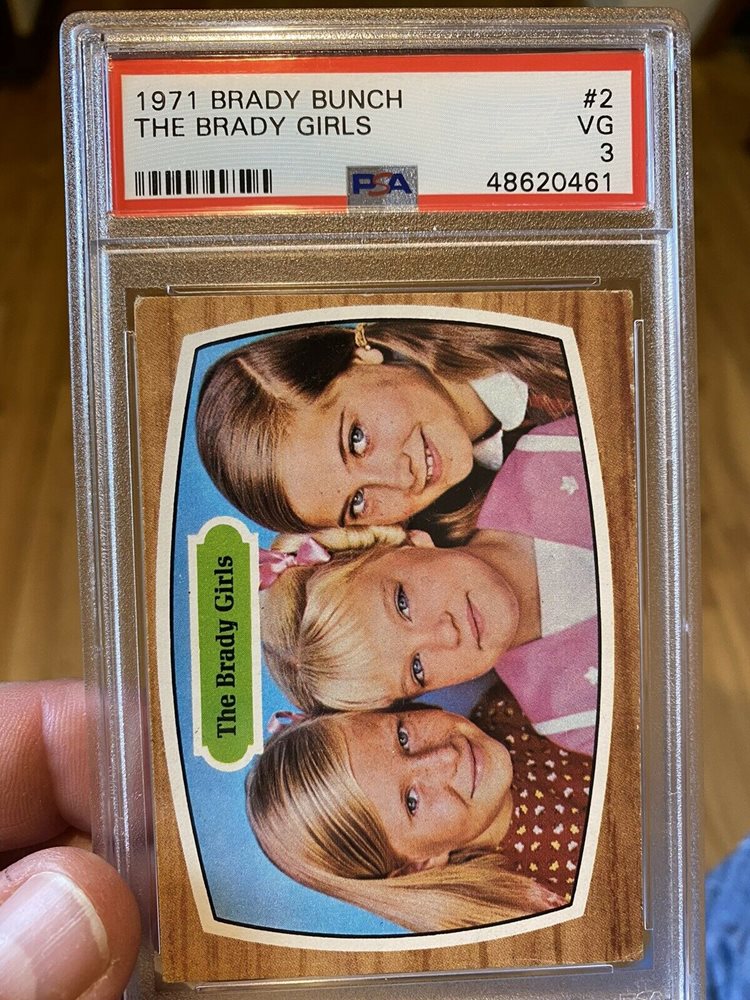 1971 BRADY BUNCH #2
THE BRADY GIRLS VG
3
PSA 48620461
The Brady Girls